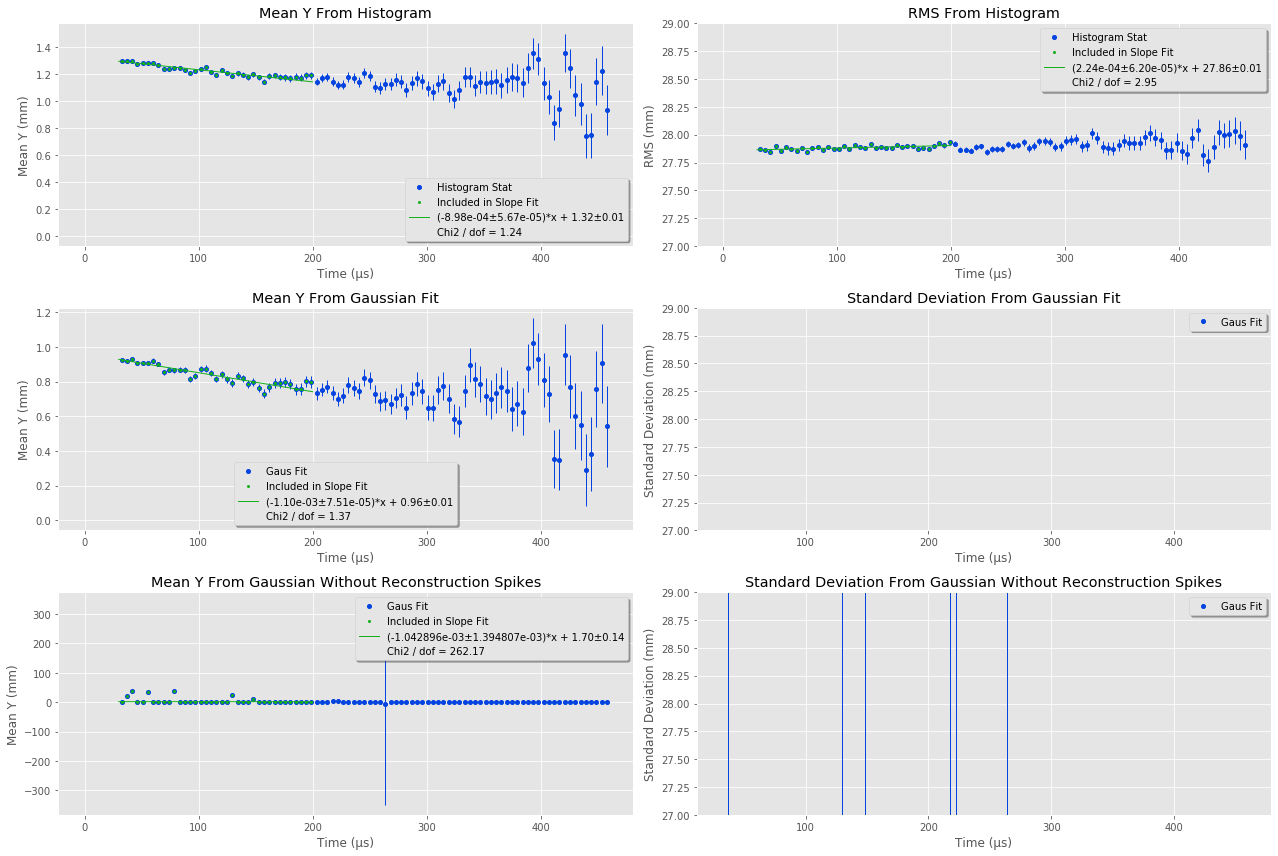 Mean Y From Histogram
Mean Y (mm)
1.4
1.2
1.0
0.8
0.6
0.4
0.2
0.0
Histogram Stat
Included in Slope Fit
(-8.98e-04±5.67e-05)*x + 1.32±0.01
Chi2 / dof = 1.24
0 100 200 300 400
Time (µs)
RMS From Histogram
RMS (mm)
29.00
28.75
28.50
28.25
28.00
27.75
27.50
27.25
27.00
Histogram Stat
Included in Slope Fit
(2.24e-04±6.20e-05)*x + 27.86±0.01
Chi2 / dof = 2.95
0 100 200 300 400
Time (µs)
Mean Y From Gaussian Fit
Mean Y (mm)
1.2
1.0
0.8
0.6
0.4
0.2
0.0
Gaus Fit
Included in Slope Fit
(-1.10e-03±7.51e-05)*x + 0.96±0.01
Chi2 / dof = 1.37
0 100 200 300 400
Time (µs)
Standard Deviation From Gaussian Fit
Standard Deviation (mm)
29.00
28.75
28.50
28.25
28.00
27.75
27.50
27.25
27.00
Gaus Fit
100 200 300 400
Time (µs)
Mean Y From Gaussian Without Reconstruction Spikes
Mean Y (mm)
300
200
100
0
−100
−200
−300
Gaus Fit
Included in Slope Fit
(-1.042896e-03±1.394807e-03)*x + 1.70±0.14
Chi2 / dof = 262.17
0 100 200 300 400
Time (µs)
Standard Deviation From Gaussian Without Reconstruction Spikes
Standard Deviation (mm)
29.00
28.75
28.50
28.25
28.00
27.75
27.50
27.25
27.00
Gaus Fit
100 200 300 400
Time (µs)